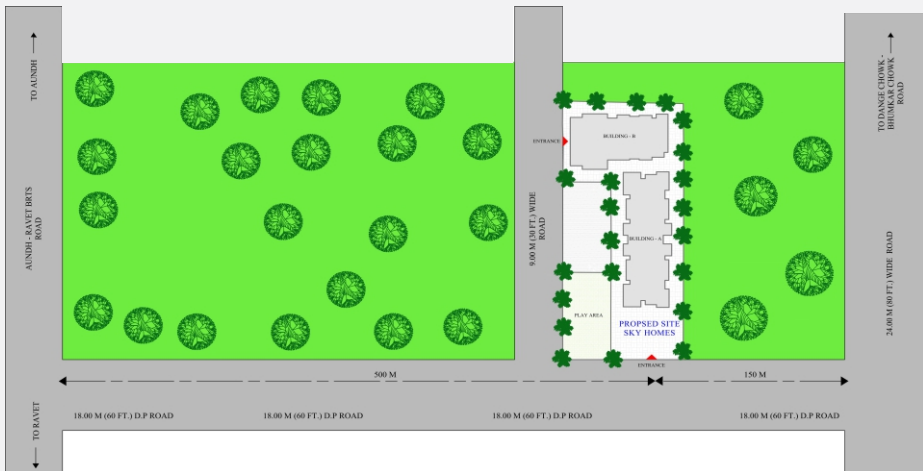 TO AUNDH
AUNDH - RAVET BRTS
ROAD
TO RAVET
9.00 M (30 FT.) WIDE
ROAD
ENTRANCE
BUILDING - B
BUILDING - A
PLAY AREA
PROPSED SITE
SKY HOMES
ENTRANCE
TO DANGE CHOWK -
BHUMKAR CHOWK
ROAD
24.00 M (80 FT.) WIDE ROAD
500 M
150 M
18.00 M (60 FT.) D.P ROAD
18.00 M (60 FT.) D.P ROAD
18.00 M (60 FT.) D.P ROAD
18.00 M (60 FT.) D.P ROAD